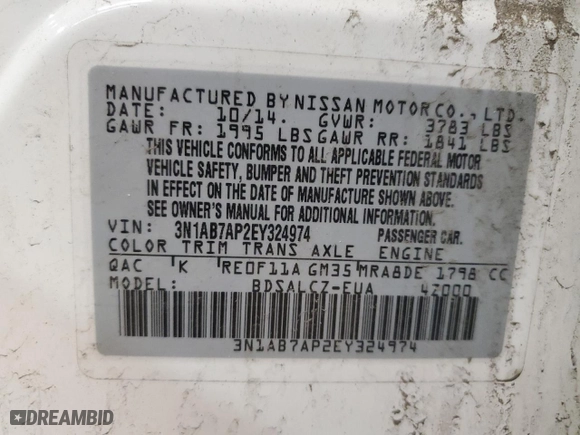 MANUFACTURED BY NISSAN MOTOR CO., LTD.
DATE: 10/14. GVWR: 3783 LBS
GAWR FR: 1995 LBS GAWR RR: 1841 LBS
THIS VEHICLE CONFORMS TO ALL APPLICABLE FEDERAL MOTOR
VEHICLE SAFETY, BUMPER AND THEFT PREVENTION STANDARDS
IN EFFECT ON THE DATE OF MANUFACTURE SHOWN ABOVE.
SEE OWNER'S MANUAL FOR ADDITIONAL INFORMATION.
VIN: 3N1AB7AP2EY324974 PASSENGER CAR.
COLOR TRIM TRANS AXLE ENGINE
QAC K RE0F11A GM35 MRA8DE 1798 CC
MODEL: BDSALCZ-EUA 42000
3N1AB7AP2EY324974
DREAMBID